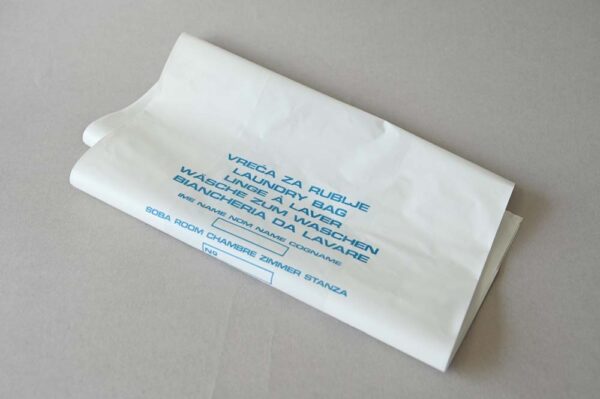 VREĆA ZA RUBLJE
LAUNDRY BAG
LINGE À LAVER
WÄSCHE ZUM WASCHEN
BIANCHERIA DA LAVARE
IME NAME NOM NAME COGNAME
SOBA ROOM CHAMBRE ZIMMER STANZA
No